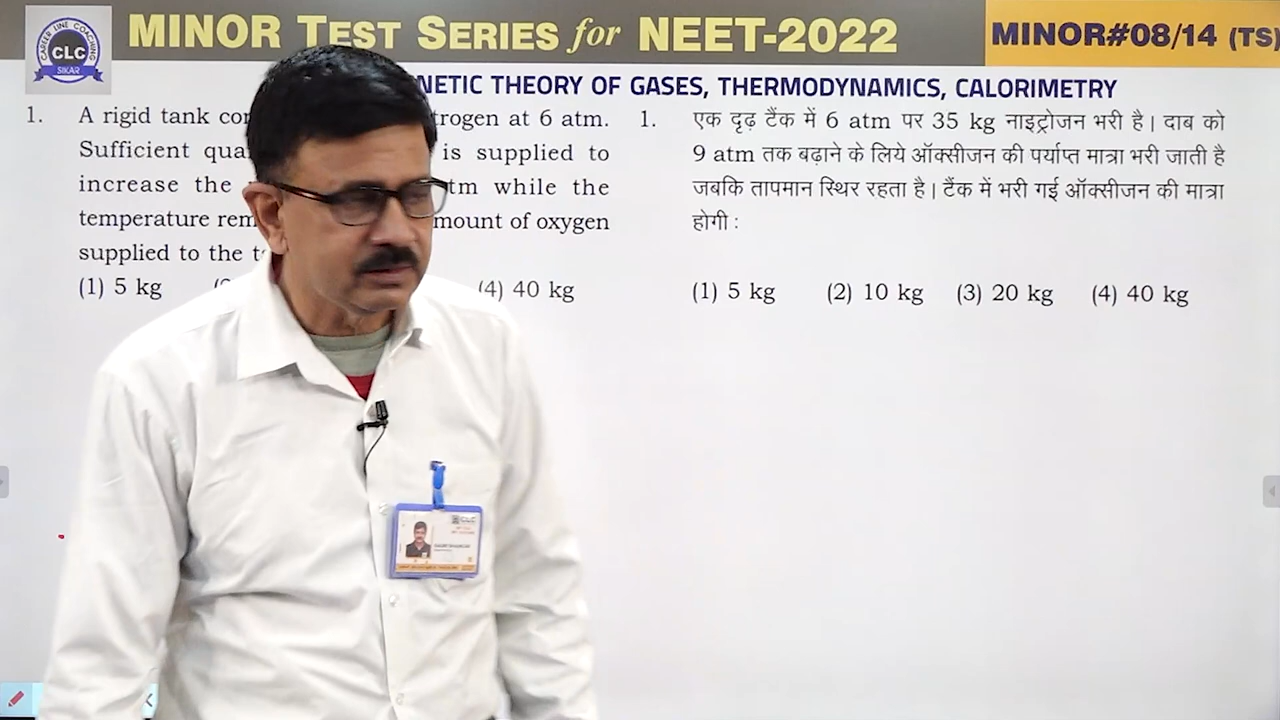 CAREER LINE COACHING
CLC
SIKAR
MINOR TEST SERIES for NEET-2022
MINOR#08/14 (TS)
NETIC THEORY OF GASES, THERMODYNAMICS, CALORIMETRY
1. A rigid tank trogen at 6 atm.
Sufficient is supplied to
increase the while the
temperature mount of oxygen
supplied to the
(1) 5 kg (4) 40 kg
1. एक दृढ़ टैंक में 6 atm पर 35 kg नाइट्रोजन भरी है। दाब को
9 atm तक बढ़ाने के लिये ऑक्सीजन की पर्याप्त मात्रा भरी जाती है
जबकि तापमान स्थिर रहता है। टैंक में भरी गई ऑक्सीजन की मात्रा
होगी :
(1) 5 kg (2) 10 kg (3) 20 kg (4) 40 kg